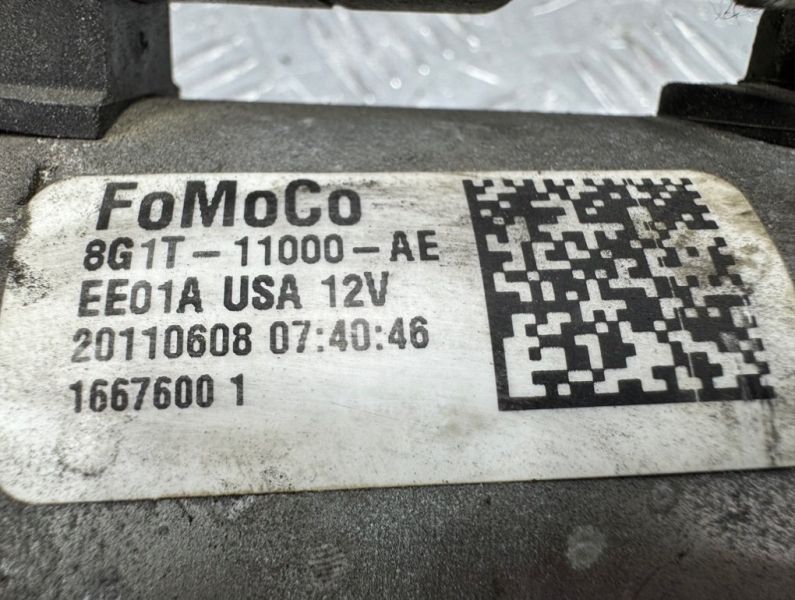 FoMoCo
8G1T-11000-AE
EE01A USA 12V
20110608 07:40:46
1667600 1